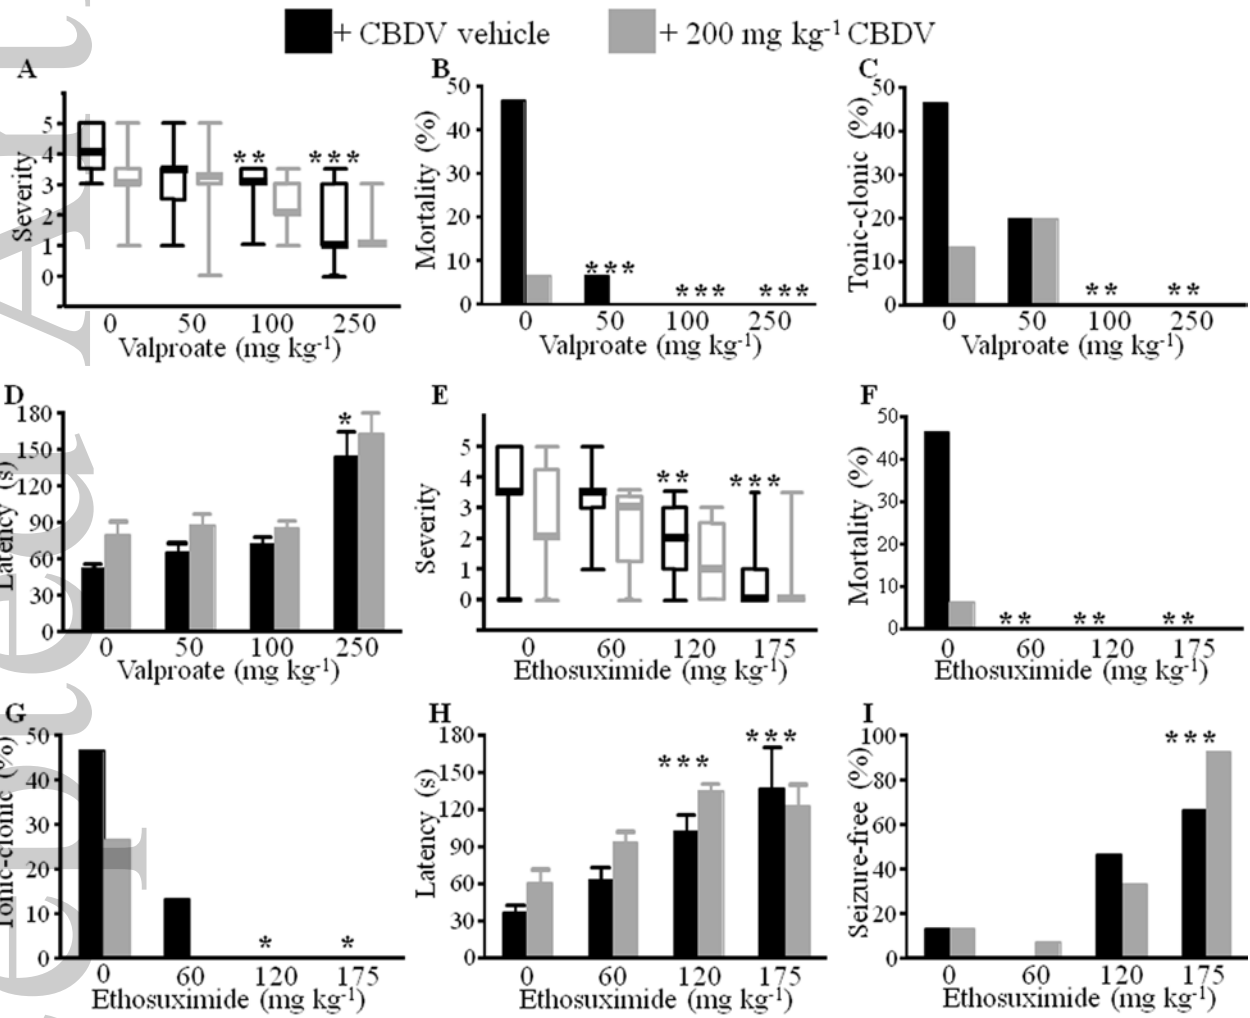 + CBDV vehicle
+ 200 mg kg-1 CBDV
A
Severity
5
4
3
2
1
0
** ***
0 50 100 250
Valproate (mg kg-1)
B
Mortality (%)
50
40
30
20
10
0
*** *** ***
0 50 100 250
Valproate (mg kg-1)
C
Tonic-clonic (%)
50
40
30
20
10
0
** **
0 50 100 250
Valproate (mg kg-1)
D
Latency (s)
180
150
120
90
60
30
0
*
0 50 100 250
Valproate (mg kg-1)
E
Severity
5
4
3
2
1
0
** ***
0 60 120 175
Ethosuximide (mg kg-1)
F
Mortality (%)
50
40
30
20
10
0
** ** **
0 60 120 175
Ethosuximide (mg kg-1)
G
Tonic-clonic (%)
50
40
30
20
10
0
* *
0 60 120 175
Ethosuximide (mg kg-1)
H
Latency (s)
180
150
120
90
60
30
0
*** ***
0 60 120 175
Ethosuximide (mg kg-1)
I
Seizure-free (%)
100
80
60
40
20
0
***
0 60 120 175
Ethosuximide (mg kg-1)